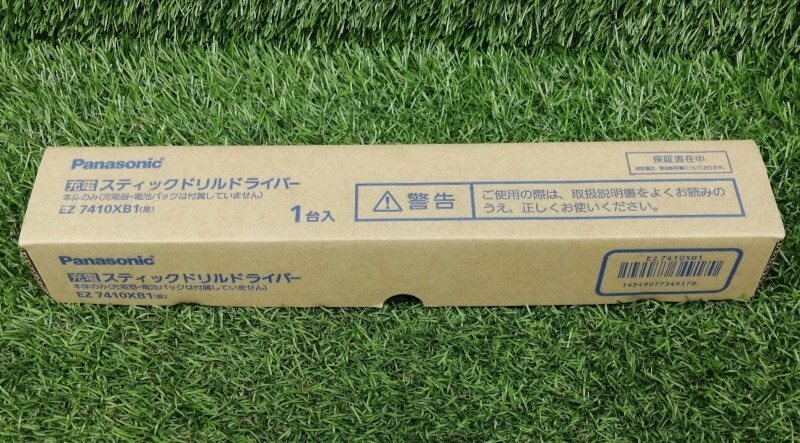 Panasonic
充電 スティックドリルドライバー
本体のみ(充電器・電池パックは付属していません)
EZ 7410XB1(黒)
1台入
警告
ご使用の際は、取扱説明書をよくお読みの
うえ、正しくお使いください。
保証書在中
Panasonic
充電 スティックドリルドライバー
本体のみ(充電器・電池パックは付属していません)
EZ 7410XB1(黒)
EZ7410XB1